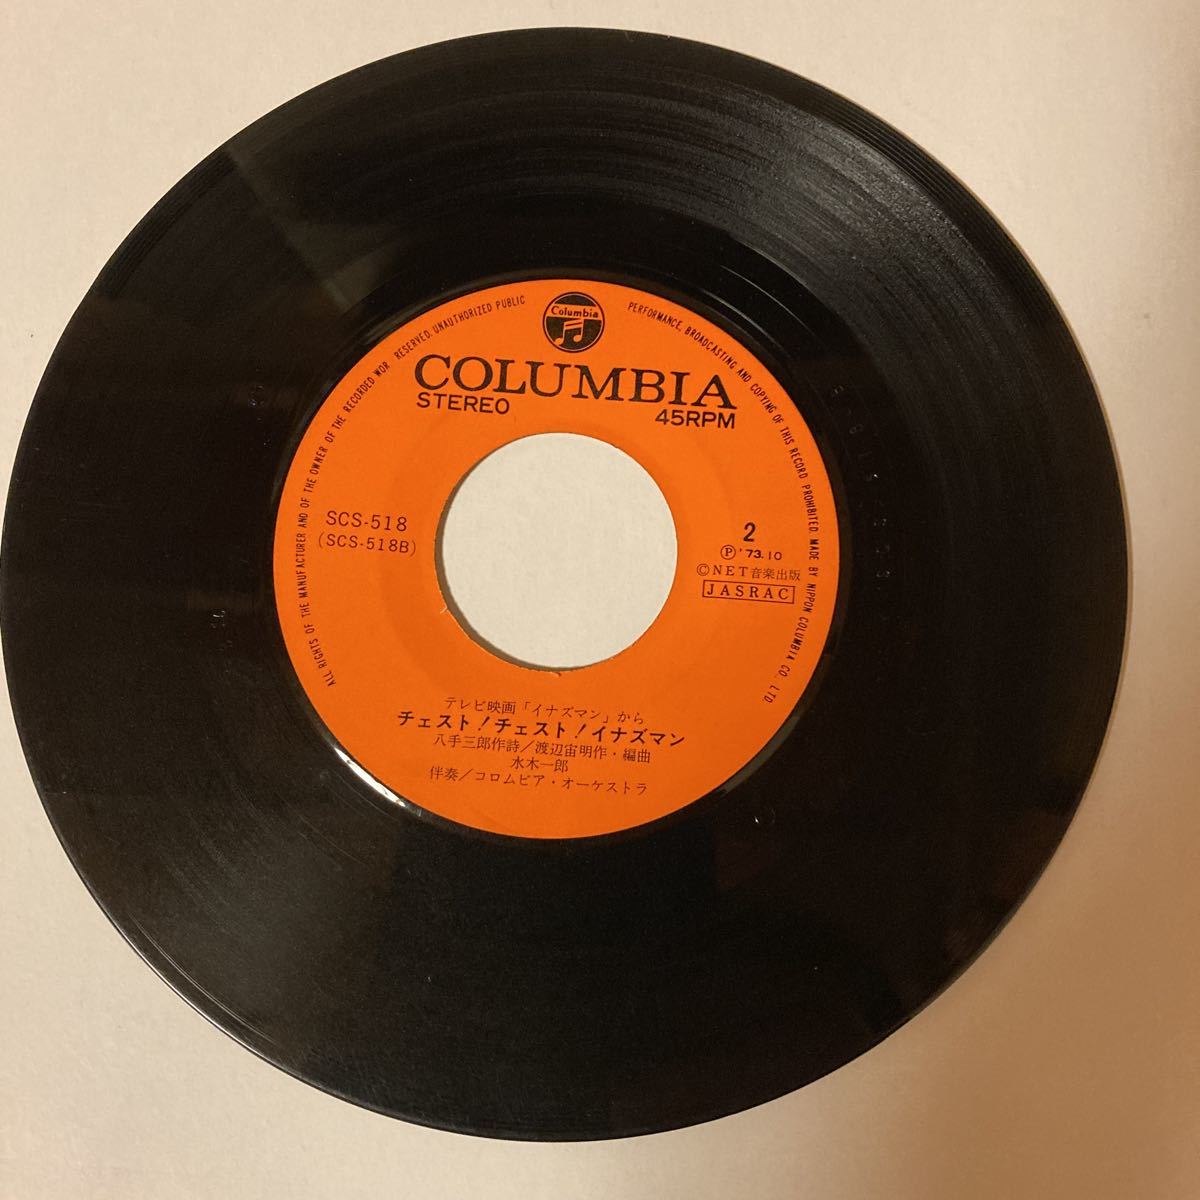 ALL RIGHTS OF THE MANUFACTURER AND OF THE OWNER OF THE RECORDED WOR. RESERVED. UNAUTHORIZED PUBLIC PERFORMANCE, BROADCASTING AND COPYING OF THIS RECORD PROHIBITED. MADE BY NIPPON COLUMBIA CO., LTD.
Columbia
COLUMBIA
STEREO 45RPM
SCS-518
(SCS-518B)
2
Ⓟ'73.10
©NET音楽出版
JASRAC
テレビ映画「イナズマン」から
チェスト!チェスト!イナズマン
八手三郎作詩/渡辺宙明作・編曲
水木一郎
伴奏/コロムビア・オーケストラ